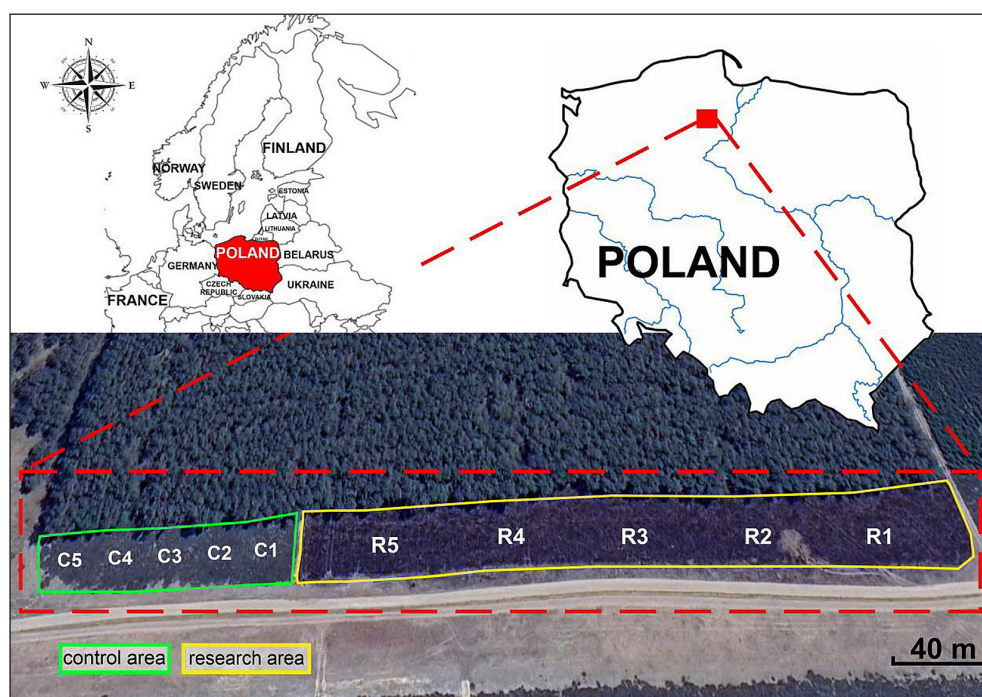 N
W
E
S
FINLAND
NORWAY
SWEDEN
ESTONIA
LATVIA
LITHUANIA
POLAND
BELARUS
GERMANY
CZECH
REPUBLIC
UKRAINE
SLOVAKIA
FRANCE
POLAND
C5 C4 C3 C2 C1 R5 R4 R3 R2 R1
control area
research area
40 m